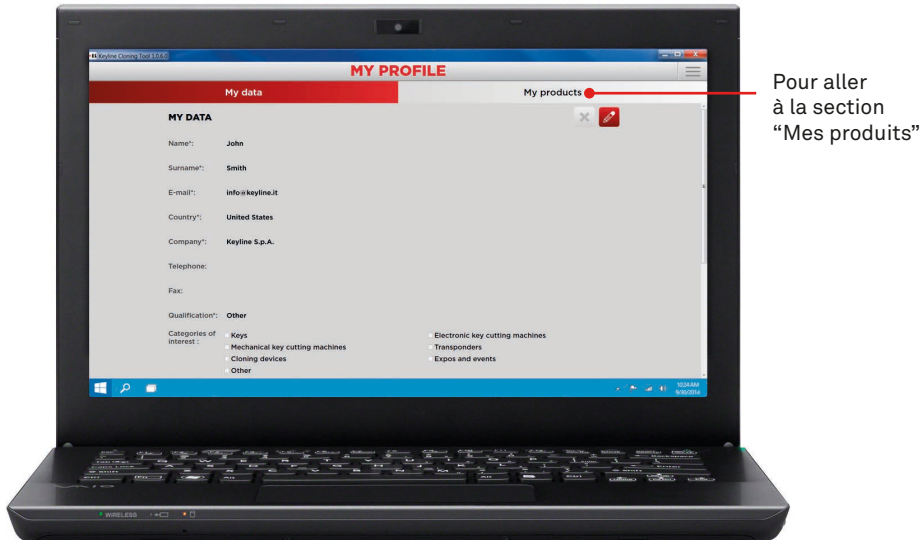 Keyline Cloning Tool 1.0.6.0
MY PROFILE
My data
My products
MY DATA
Name*: John
Surname*: Smith
E-mail*: info@keyline.it
Country*: United States
Company*: Keyline S.p.A.
Telephone:
Fax:
Qualification*: Other
Categories of
interest :
Keys
Electronic key cutting machines
Mechanical key cutting machines
Transponders
Cloning devices
Expos and events
Other
10:24 AM
9/30/2014
Pour aller
à la section
“Mes produits”
VAIO
WIRELESS